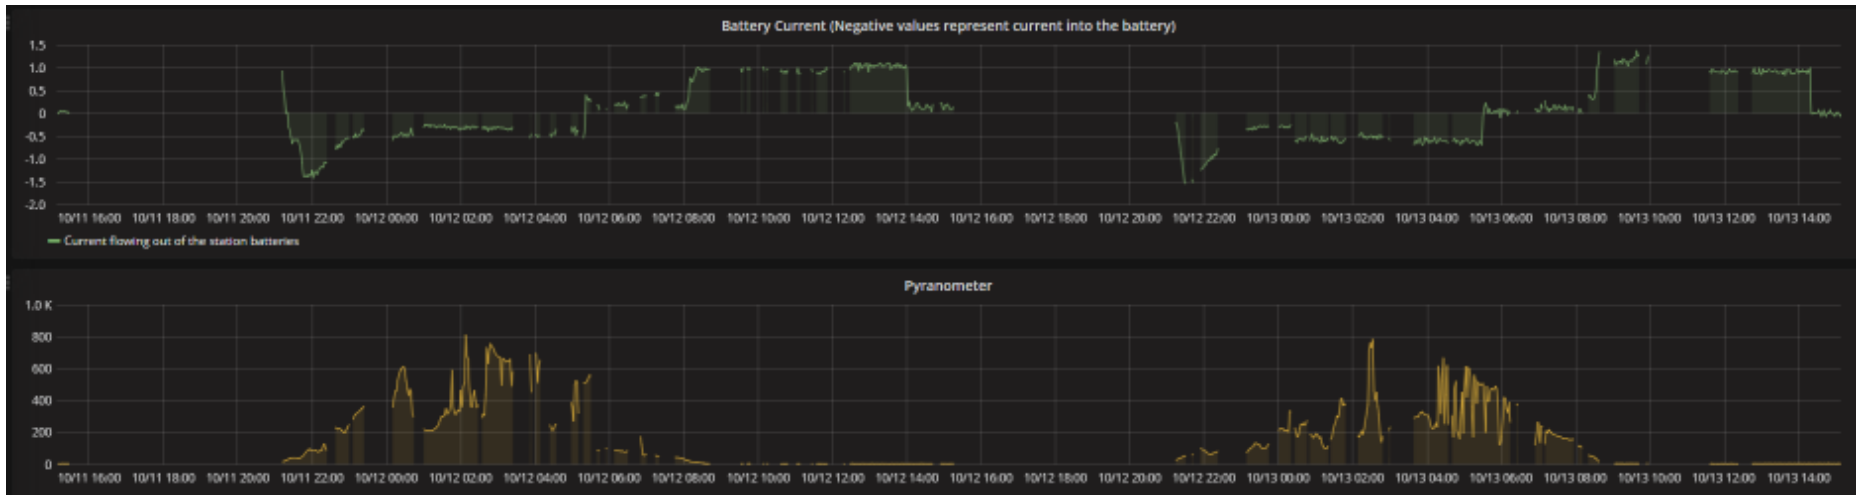 Battery Current (Negative values represent current into the battery)
1.5
1.0
0.5
0
-0.5
-1.0
-1.5
-2.0
10/11 16:00 10/11 18:00 10/11 20:00 10/11 22:00 10/12 00:00 10/12 02:00 10/12 04:00 10/12 06:00 10/12 08:00 10/12 10:00 10/12 12:00 10/12 14:00 10/12 16:00 10/12 18:00 10/12 20:00 10/12 22:00 10/13 00:00 10/13 02:00 10/13 04:00 10/13 06:00 10/13 08:00 10/13 10:00 10/13 12:00 10/13 14:00
Current flowing out of the station batteries
Pyranometer
1.0 K
800
600
400
200
0
10/11 16:00 10/11 18:00 10/11 20:00 10/11 22:00 10/12 00:00 10/12 02:00 10/12 04:00 10/12 06:00 10/12 08:00 10/12 10:00 10/12 12:00 10/12 14:00 10/12 16:00 10/12 18:00 10/12 20:00 10/12 22:00 10/13 00:00 10/13 02:00 10/13 04:00 10/13 06:00 10/13 08:00 10/13 10:00 10/13 12:00 10/13 14:00